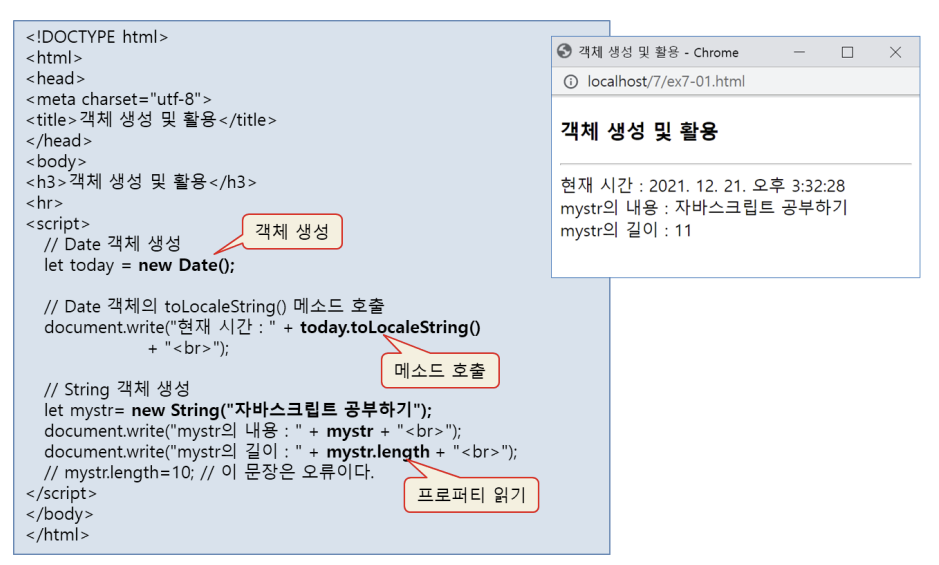 <!DOCTYPE html>
<html>
<head>
<meta charset="utf-8">
<title>객체 생성 및 활용</title>
</head>
<body>
<h3>객체 생성 및 활용</h3>
<hr>
<script>
// Date 객체 생성
객체 생성
let today = new Date();
// Date 객체의 toLocaleString() 메소드 호출
document.write("현재 시간 : " + today.toLocaleString()
+ "<br>");
메소드 호출
// String 객체 생성
let mystr= new String("자바스크립트 공부하기");
document.write("mystr의 내용 : " + mystr + "<br>");
document.write("mystr의 길이 : " + mystr.length + "<br>");
// mystr.length=10; // 이 문장은 오류이다.
프로퍼티 읽기
</script>
</body>
</html>
객체 생성 및 활용 - Chrome
localhost/7/ex7-01.html
객체 생성 및 활용
현재 시간 : 2021. 12. 21. 오후 3:32:28
mystr의 내용 : 자바스크립트 공부하기
mystr의 길이 : 11